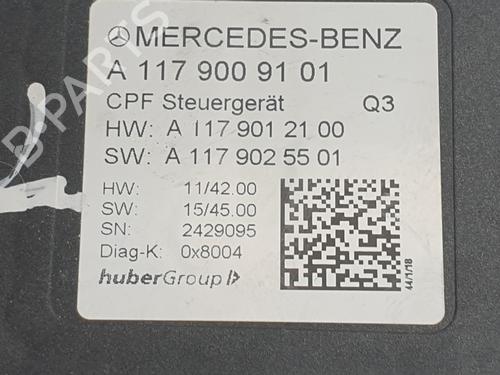 MERCEDES-BENZ
A 117 900 91 01
CPF Steuergerät Q3
HW: A 117 901 21 00
SW: A 117 902 55 01
HW: 11/42.00
SW: 15/45.00
SN: 2429095
Diag-K: 0x8004
huberGroup
44/1/18
B-PARTS